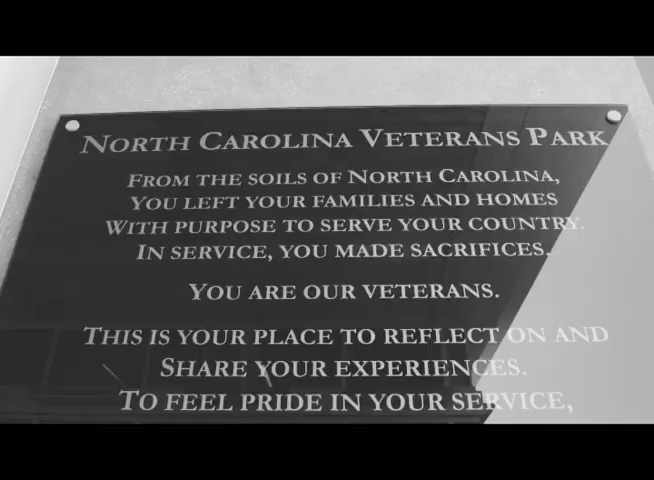 North Carolina Veterans Park
From the soils of North Carolina,
You left your families and homes
With purpose to serve your country.
In service, you made sacrifices.
You are our veterans.
This is your place to reflect on and
Share your experiences.
To feel pride in your service,